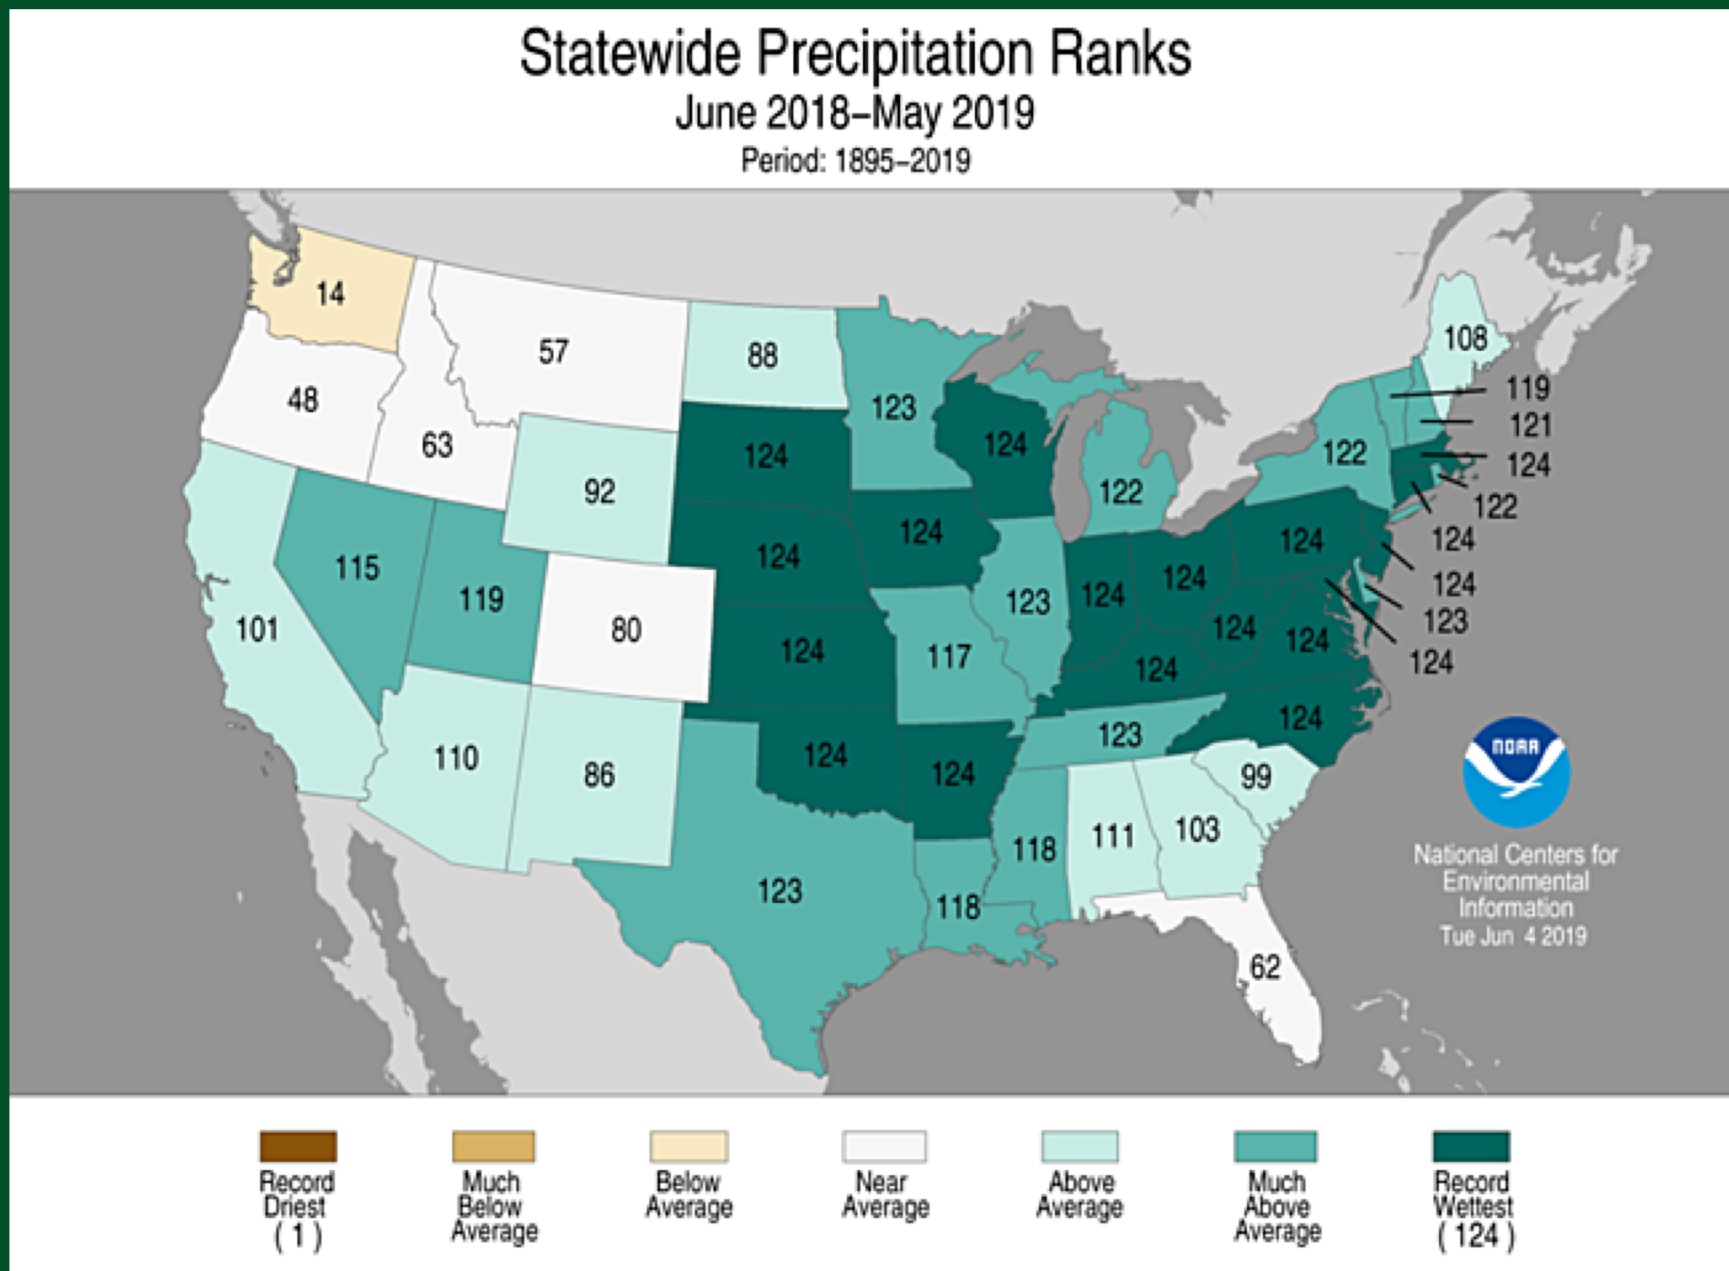 Statewide Precipitation Ranks
June 2018–May 2019
Period: 1895–2019
14
57
88
108
48
123
119
63
124
124
122
121
92
122
124
124
122
115
124
124
124
119
123
124
124
124
101
80
124
117
124
124
123
124
124
124
110
86
124
124
123
99
118
111
103
123
118
62
NOAA
National Centers for
Environmental
Information
Tue Jun 4 2019
Record
Driest
( 1 )
Much
Below
Average
Below
Average
Near
Average
Above
Average
Much
Above
Average
Record
Wettest
( 124 )